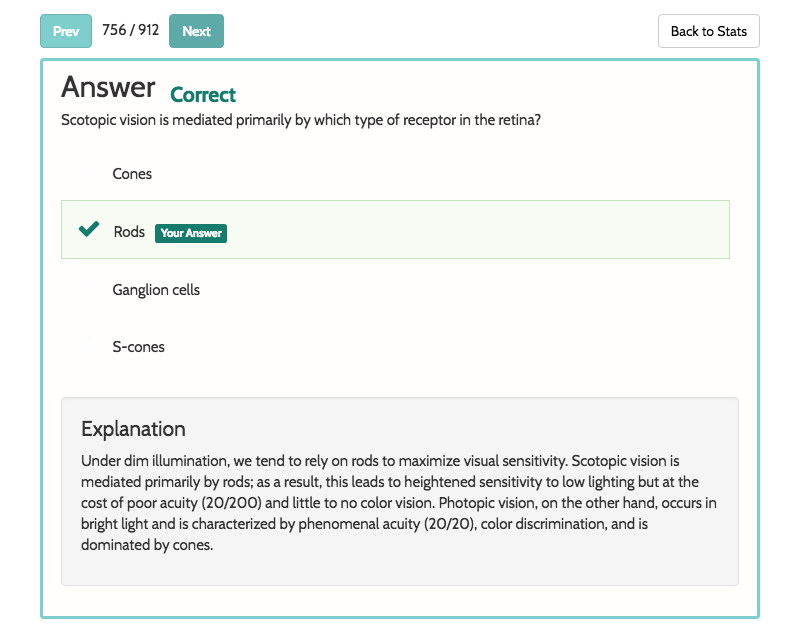 Prev 756 / 912 Next Back to Stats
Answer Correct
Scotopic vision is mediated primarily by which type of receptor in the retina?
Cones
Rods Your Answer
Ganglion cells
S-cones
Explanation
Under dim illumination, we tend to rely on rods to maximize visual sensitivity. Scotopic vision is
mediated primarily by rods; as a result, this leads to heightened sensitivity to low lighting but at the
cost of poor acuity (20/200) and little to no color vision. Photopic vision, on the other hand, occurs in
bright light and is characterized by phenomenal acuity (20/20), color discrimination, and is
dominated by cones.